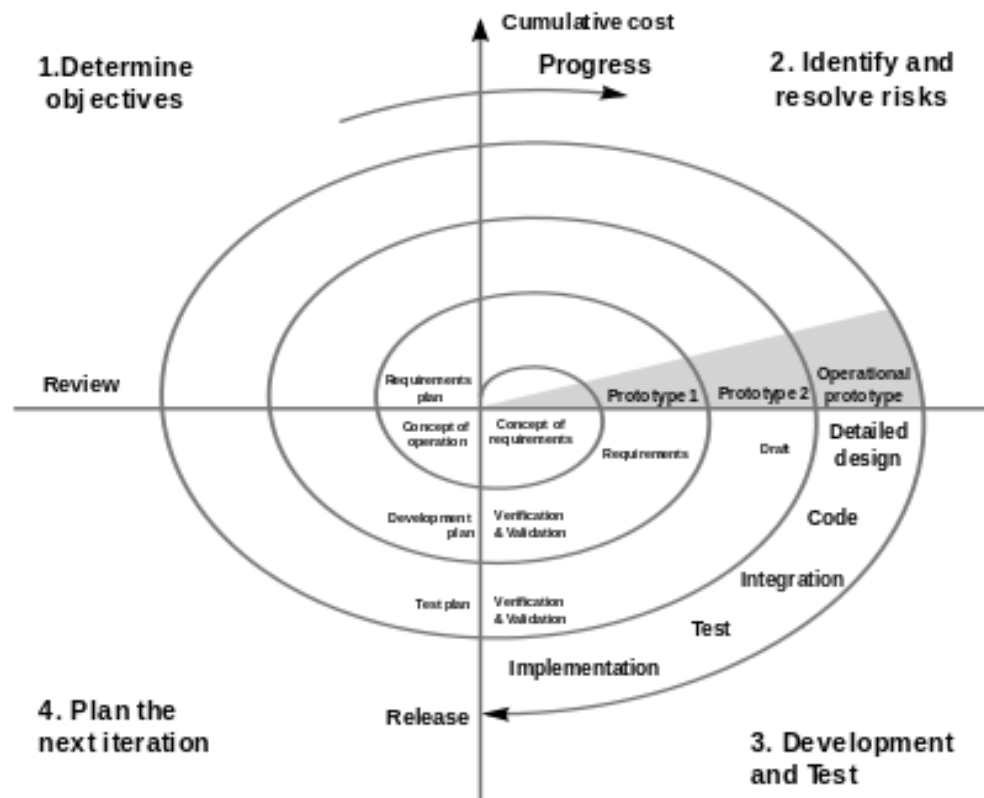 Cumulative cost
Progress
1.Determine
objectives
2. Identify and
resolve risks
Review
Requirements
plan
Prototype 1
Prototype 2
Operational
prototype
Concept of
operation
Concept of
requirements
Requirements
Draft
Detailed
design
Development
plan
Verification
& Validation
Code
Integration
Test plan
Verification
& Validation
Test
Implementation
Release
4. Plan the
next iteration
3. Development
and Test